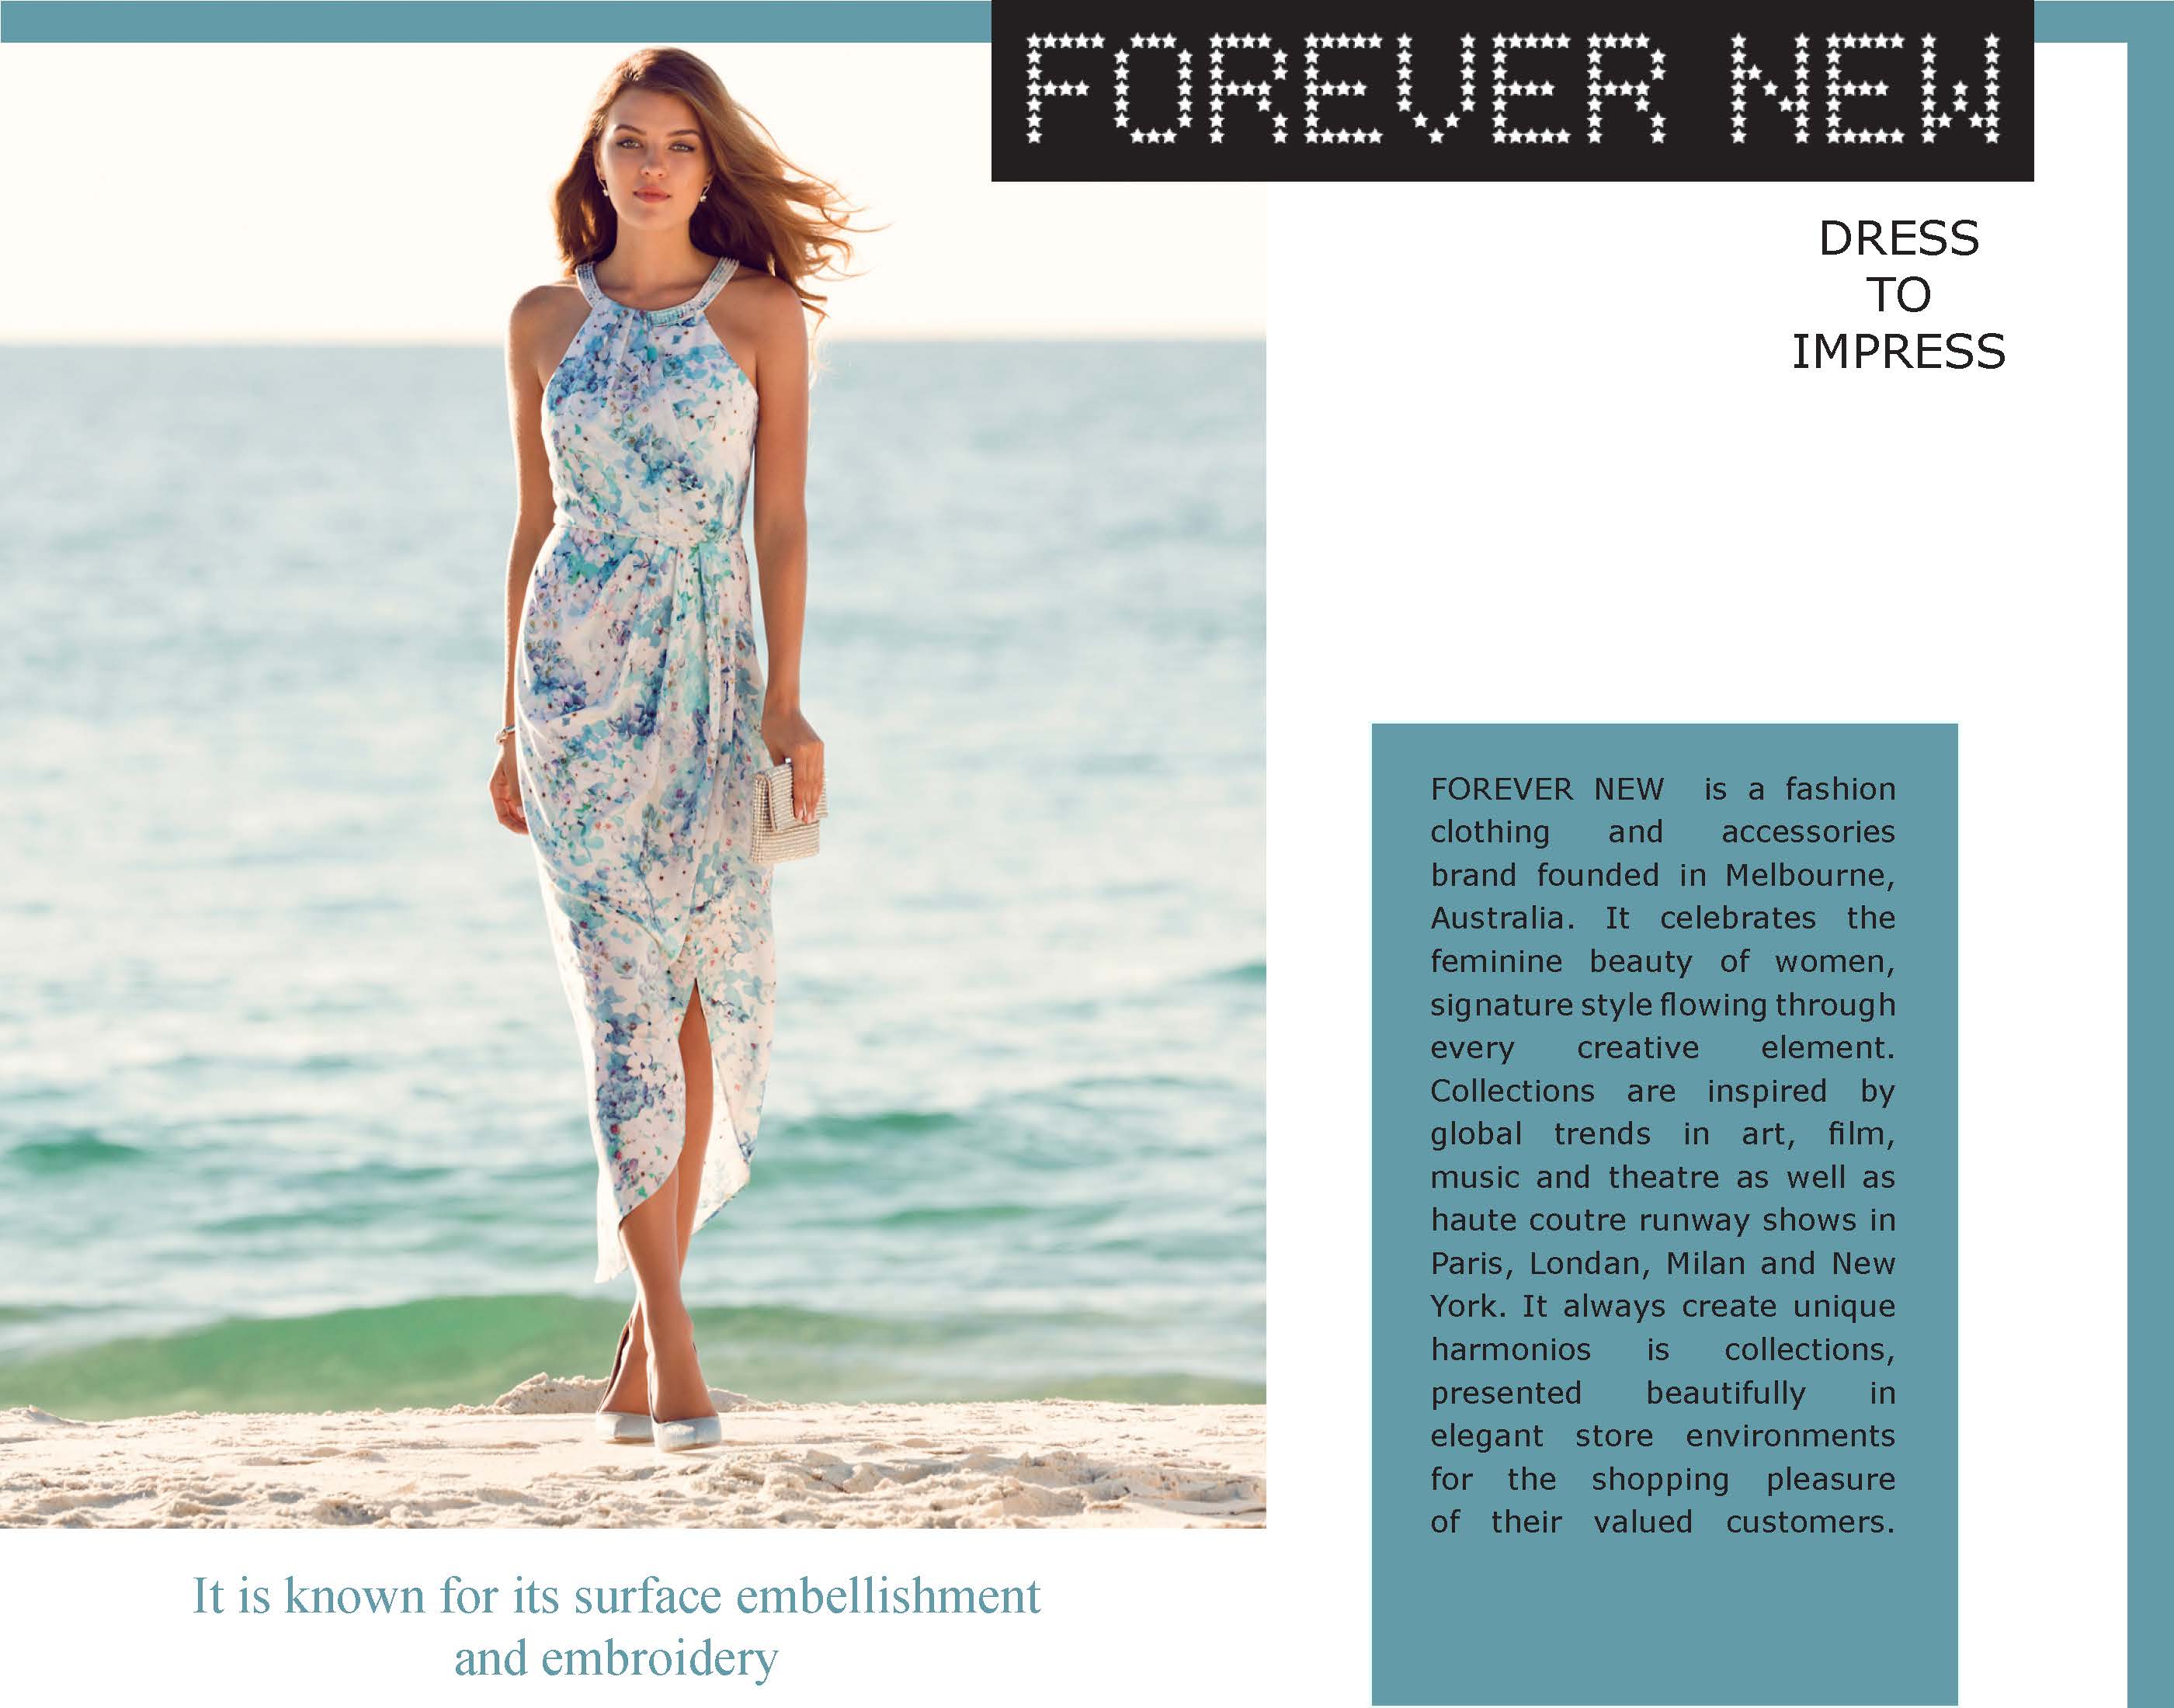 FOREVER NEW
DRESS
TO
IMPRESS
FOREVER NEW is a fashion
clothing and accessories
brand founded in Melbourne,
Australia. It celebrates the
feminine beauty of women,
signature style flowing through
every creative element.
Collections are inspired by
global trends in art, film,
music and theatre as well as
haute coutre runway shows in
Paris, Londan, Milan and New
York. It always create unique
harmonios is collections,
presented beautifully in
elegant store environments
for the shopping pleasure
of their valued customers.
It is known for its surface embellishment
and embroidery